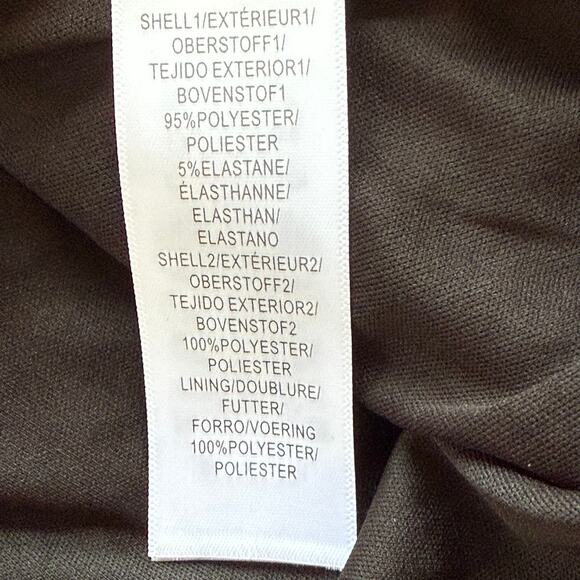 SHELL1/EXTÉRIEUR1/
OBERSTOFF1/
TEJIDO EXTERIOR1/
BOVENSTOF1
95%POLYESTER/
POLIESTER
5%ELASTANE/
ÉLASTHANNE/
ELASTHAN/
ELASTANO
SHELL2/EXTÉRIEUR2/
OBERSTOFF2/
TEJIDO EXTERIOR2/
BOVENSTOF2
100%POLYESTER/
POLIESTER
LINING/DOUBLURE/
FUTTER/
FORRO/VOERING
100%POLYESTER/
POLIESTER